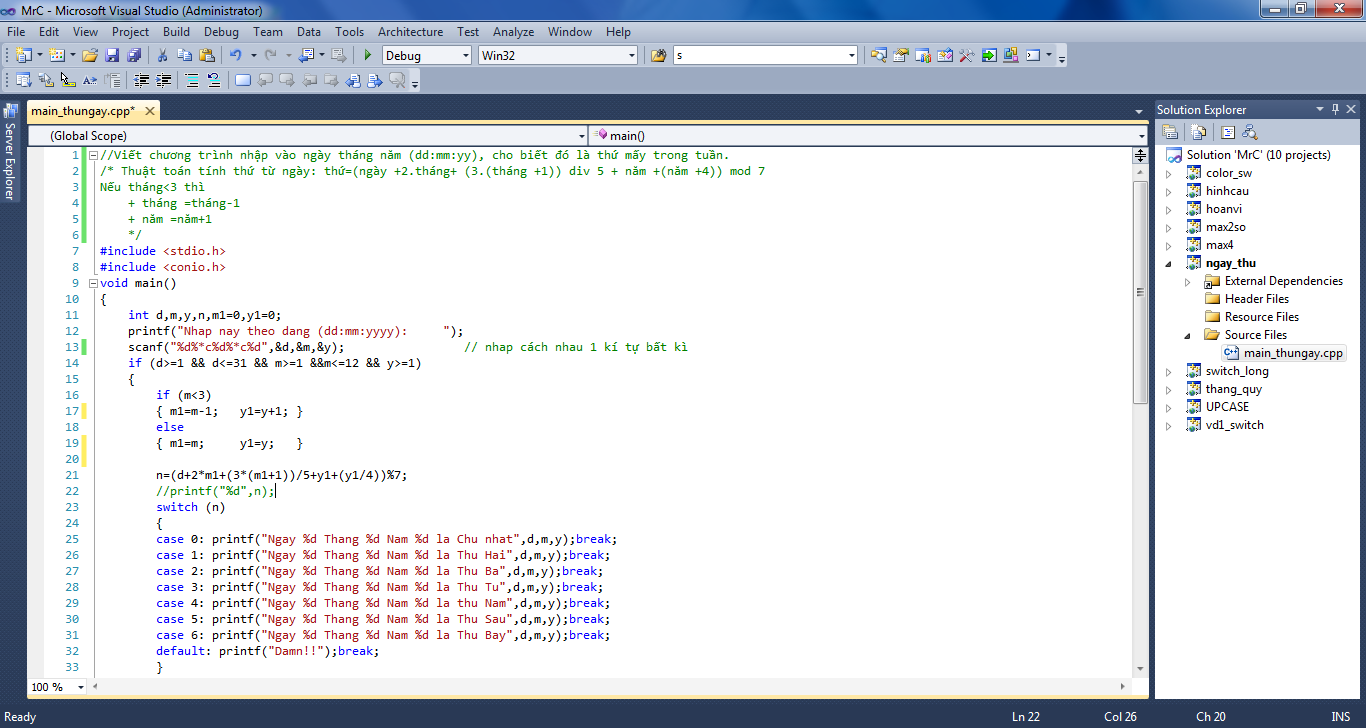 MrC - Microsoft Visual Studio (Administrator)
File Edit View Project Build Debug Team Data Tools Architecture Test Analyze Window Help
Debug Win32 s
main_thungay.cpp*
Solution Explorer
Server Explorer
(Global Scope) main()
1 //Viết chương trình nhập vào ngày tháng năm (dd:mm:yy), cho biết đó là thứ mấy trong tuần.
2 /* Thuật toán tính thứ từ ngày: thứ=(ngày +2.tháng+ (3.(tháng +1)) div 5 + năm +(năm +4)) mod 7
3 Nếu tháng<3 thì
4 + tháng =tháng-1
5 + năm =năm+1
6 */
7 #include <stdio.h>
8 #include <conio.h>
9 void main()
10 {
11 int d,m,y,n,m1=0,y1=0;
12 printf("Nhap nay theo dang (dd:mm:yyyy):     ");
13 scanf("%d%*c%d%*c%d",&d,&m,&y); // nhap cách nhau 1 kí tự bất kì
14 if (d>=1 && d<=31 && m>=1 &&m<=12 && y>=1)
15 {
16 if (m<3)
17 { m1=m-1;   y1=y+1; }
18 else
19 { m1=m;     y1=y;   }
20
21 n=(d+2*m1+(3*(m1+1))/5+y1+(y1/4))%7;
22 //printf("%d",n);
23 switch (n)
24 {
25 case 0: printf("Ngay %d Thang %d Nam %d la Chu nhat",d,m,y);break;
26 case 1: printf("Ngay %d Thang %d Nam %d la Thu Hai",d,m,y);break;
27 case 2: printf("Ngay %d Thang %d Nam %d la Thu Ba",d,m,y);break;
28 case 3: printf("Ngay %d Thang %d Nam %d la Thu Tu",d,m,y);break;
29 case 4: printf("Ngay %d Thang %d Nam %d la thu Nam",d,m,y);break;
30 case 5: printf("Ngay %d Thang %d Nam %d la Thu Sau",d,m,y);break;
31 case 6: printf("Ngay %d Thang %d Nam %d la Thu Bay",d,m,y);break;
32 default: printf("Damn!!");break;
33 }
100 %
Solution 'MrC' (10 projects)
color_sw
hinhcau
hoanvi
max2so
max4
ngay_thu
External Dependencies
Header Files
Resource Files
Source Files
main_thungay.cpp
switch_long
thang_quy
UPCASE
vd1_switch
Ready Ln 22 Col 26 Ch 20 INS